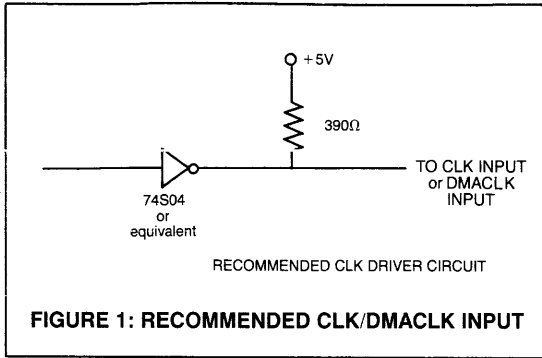 +5V
390Ω
TO CLK INPUT
or DMACLK
INPUT
74S04
or
equivalent
RECOMMENDED CLK DRIVER CIRCUIT
FIGURE 1: RECOMMENDED CLK/DMACLK INPUT